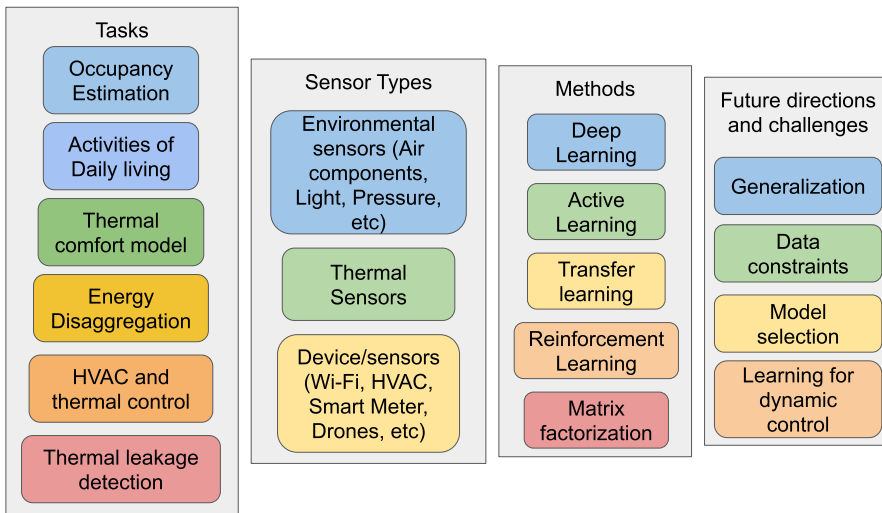 Tasks
Occupancy
Estimation
Activities of
Daily living
Thermal
comfort model
Energy
Disaggregation
HVAC and
thermal control
Thermal leakage
detection
Sensor Types
Environmental
sensors (Air
components,
Light, Pressure,
etc)
Thermal
Sensors
Device/sensors
(Wi-Fi, HVAC,
Smart Meter,
Drones, etc)
Methods
Deep
Learning
Active
Learning
Transfer
learning
Reinforcement
Learning
Matrix
factorization
Future directions
and challenges
Generalization
Data
constraints
Model
selection
Learning for
dynamic
control